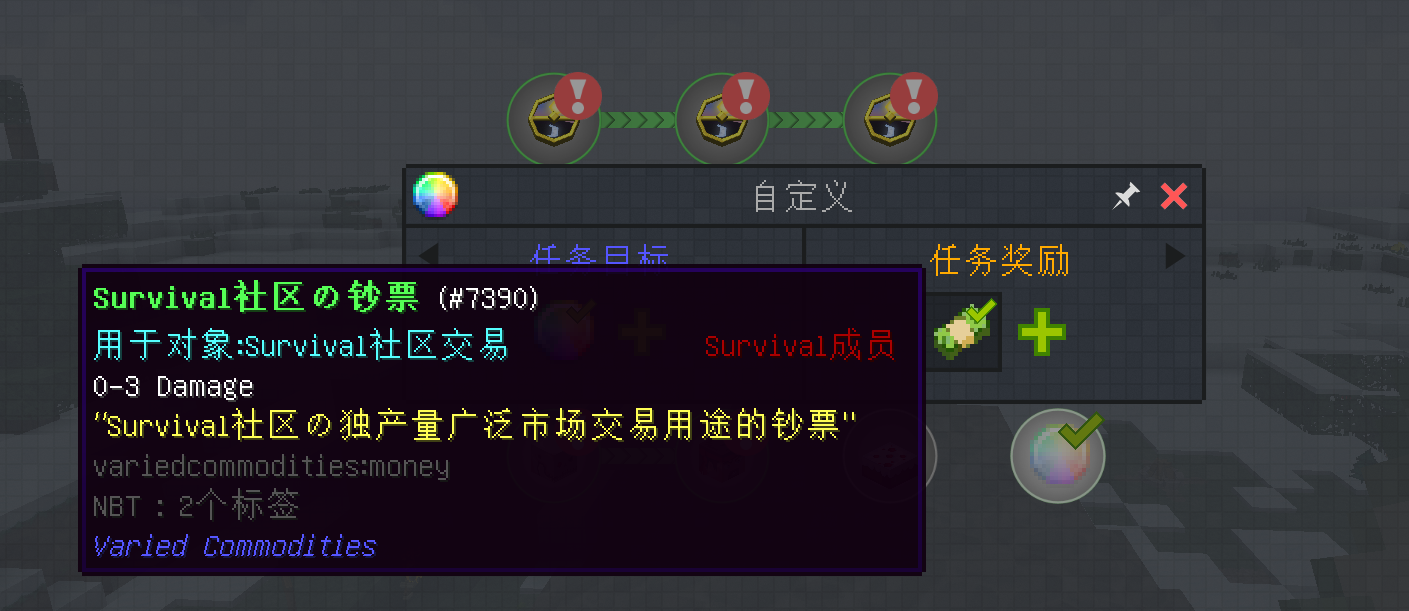 自定义
任务目标
任务奖励
Survival社区の钞票 (#7390)
用于对象:Survival社区交易 Survival成员
0-3 Damage
"Survival社区の独产量广泛市场交易用途的钞票"
variedcommodities:money
NBT : 2个标签
Varied Commodities